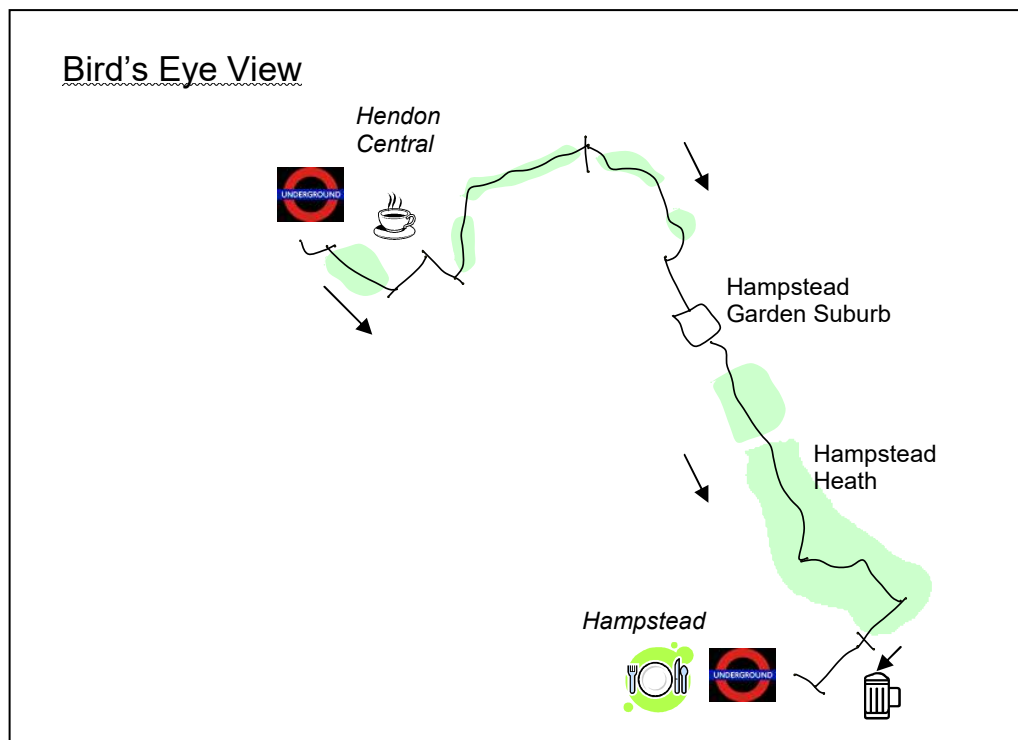 Bird's Eye View
Hendon
Central
UNDERGROUND
Hampstead
Garden Suburb
Hampstead
Heath
Hampstead
UNDERGROUND